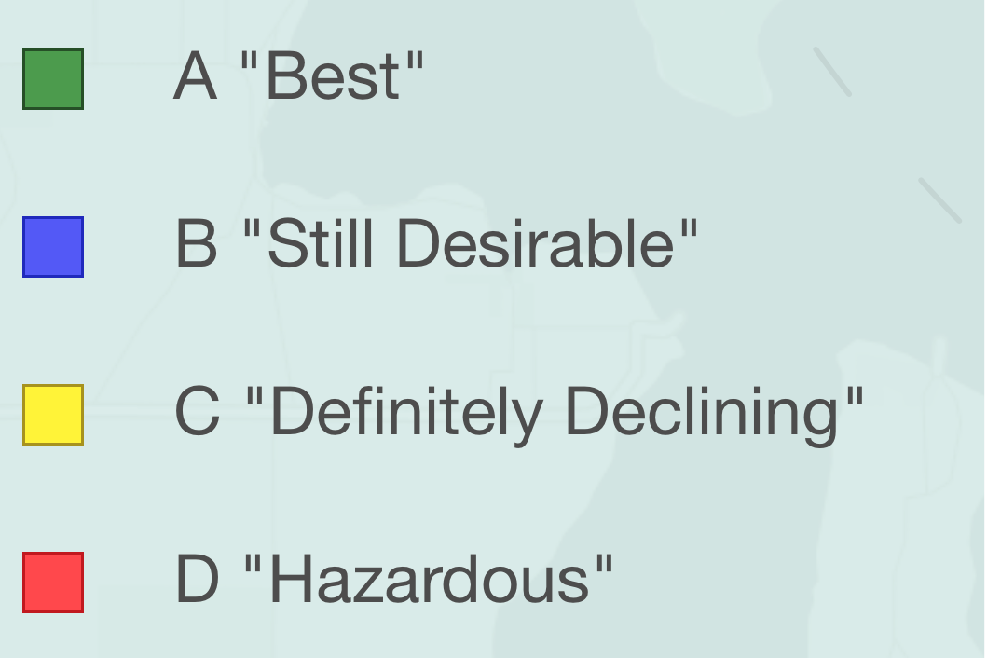 A "Best"
B "Still Desirable"
C "Definitely Declining"
D "Hazardous"